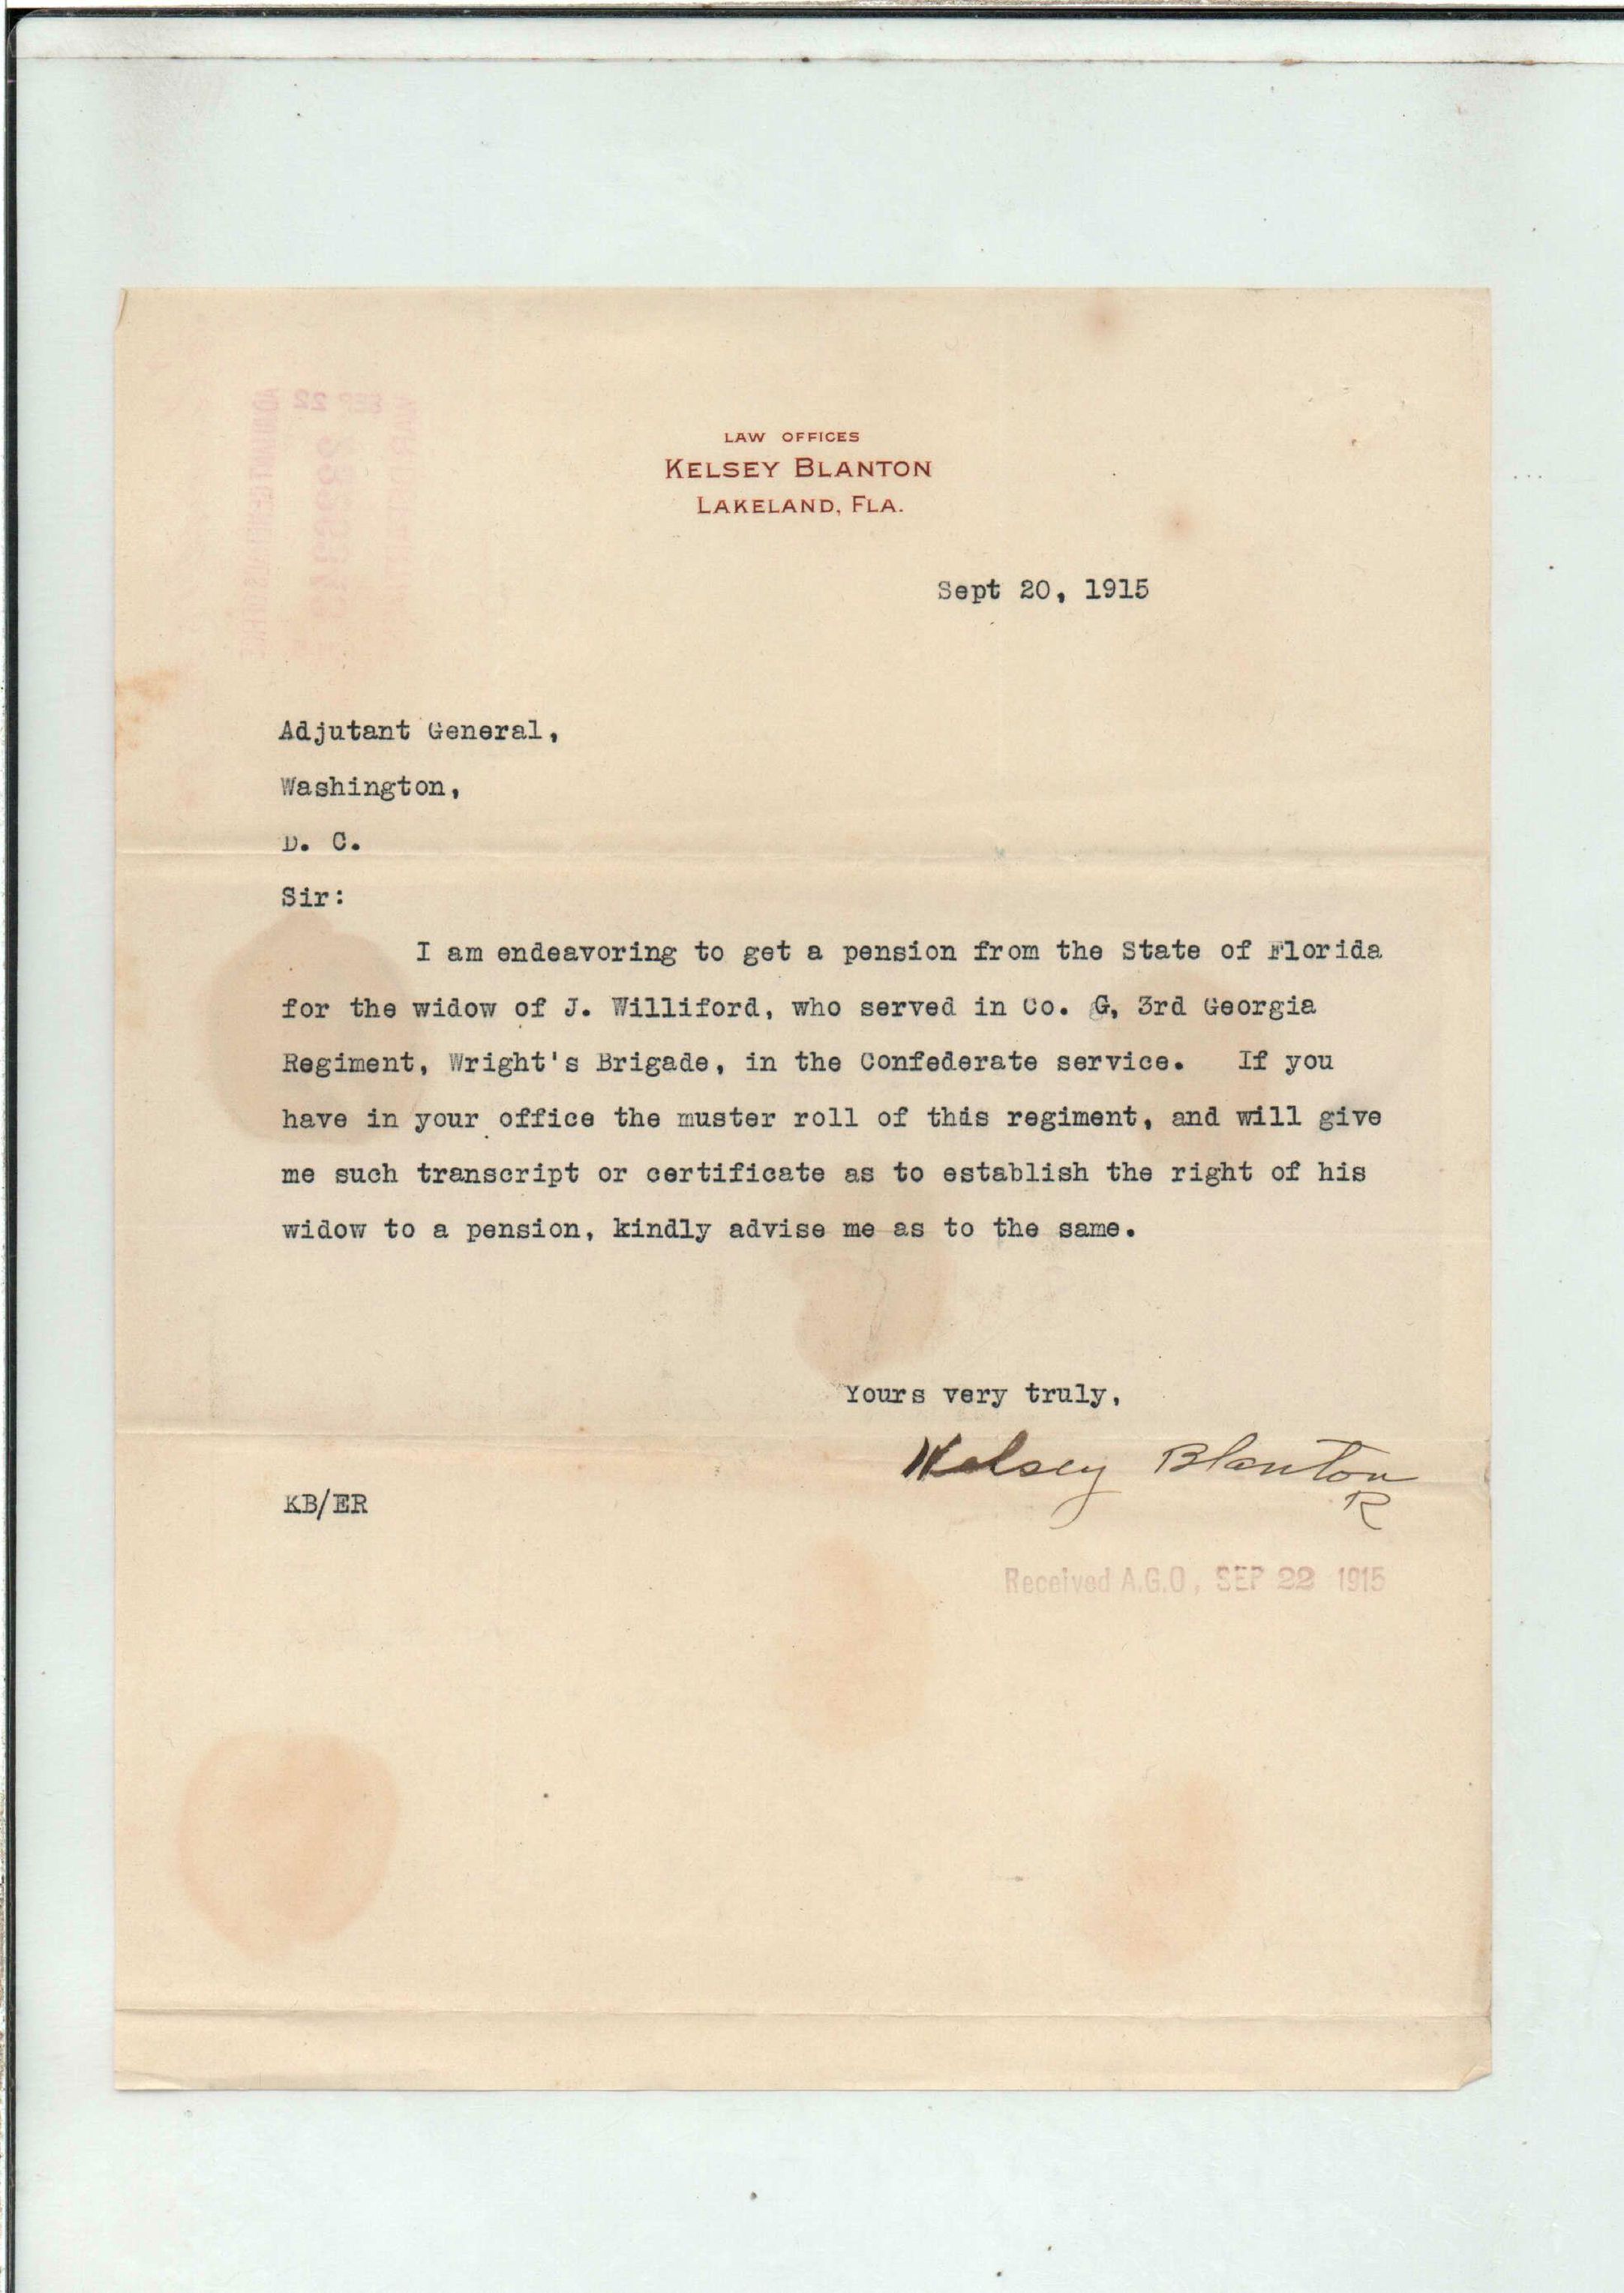 LAW OFFICES
KELSEY BLANTON
LAKELAND, FLA.
Sept 20, 1915
Adjutant General,
Washington,
D. C.
Sir:
I am endeavoring to get a pension from the State of Florida
for the widow of J. Williford, who served in Co. G, 3rd Georgia
Regiment, Wright's Brigade, in the Confederate service. If you
have in your office the muster roll of this regiment, and will give
me such transcript or certificate as to establish the right of his
widow to a pension, kindly advise me as to the same.
Yours very truly,
Kelsey Blanton
R
KB/ER
Received A.G.O, SEP 22 1915